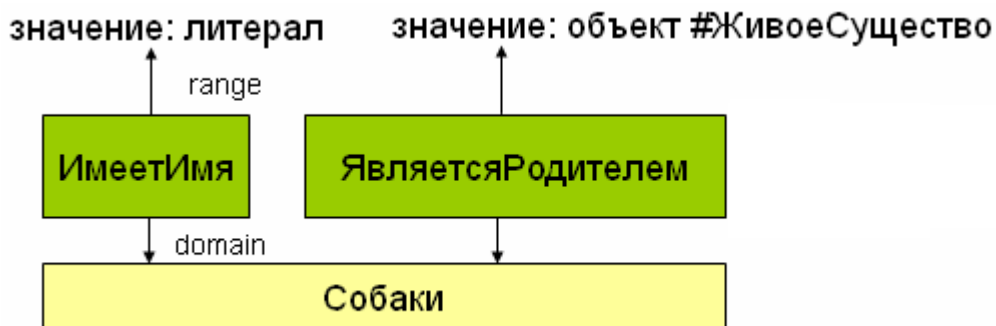 значение: литерал
значение: объект #ЖивоеСущество
range
ИмеетИмя
ЯвляетсяРодителем
domain
Собаки